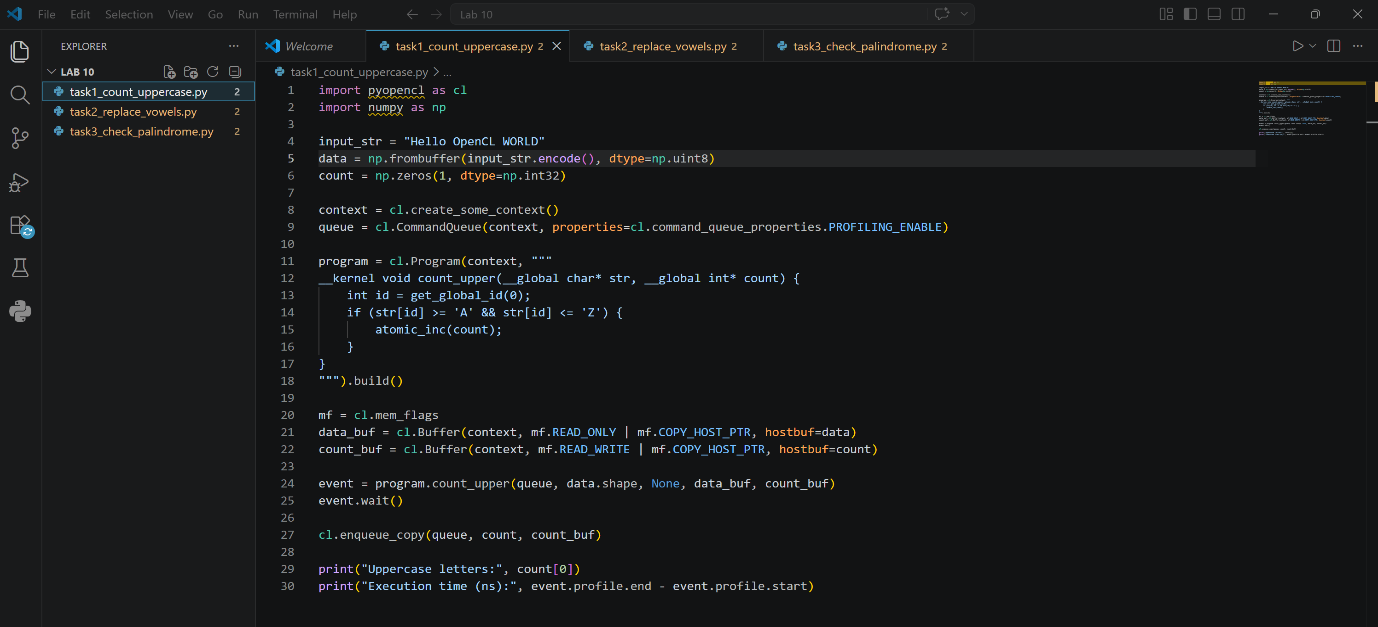 File Edit Selection View Go Run Terminal Help Lab 10
EXPLORER
LAB 10
task1_count_uppercase.py 2
task2_replace_vowels.py 2
task3_check_palindrome.py 2
Welcome task1_count_uppercase.py 2 task2_replace_vowels.py 2 task3_check_palindrome.py 2
task1_count_uppercase.py > ...
1 import pyopencl as cl
2 import numpy as np
3
4 input_str = "Hello OpenCL WORLD"
5 data = np.frombuffer(input_str.encode(), dtype=np.uint8)
6 count = np.zeros(1, dtype=np.int32)
7
8 context = cl.create_some_context()
9 queue = cl.CommandQueue(context, properties=cl.command_queue_properties.PROFILING_ENABLE)
10
11 program = cl.Program(context, """
12 __kernel void count_upper(__global char* str, __global int* count) {
13     int id = get_global_id(0);
14     if (str[id] >= 'A' && str[id] <= 'Z') {
15         atomic_inc(count);
16     }
17 }
18 """).build()
19
20 mf = cl.mem_flags
21 data_buf = cl.Buffer(context, mf.READ_ONLY | mf.COPY_HOST_PTR, hostbuf=data)
22 count_buf = cl.Buffer(context, mf.READ_WRITE | mf.COPY_HOST_PTR, hostbuf=count)
23
24 event = program.count_upper(queue, data.shape, None, data_buf, count_buf)
25 event.wait()
26
27 cl.enqueue_copy(queue, count, count_buf)
28
29 print("Uppercase letters:", count[0])
30 print("Execution time (ns):", event.profile.end - event.profile.start)